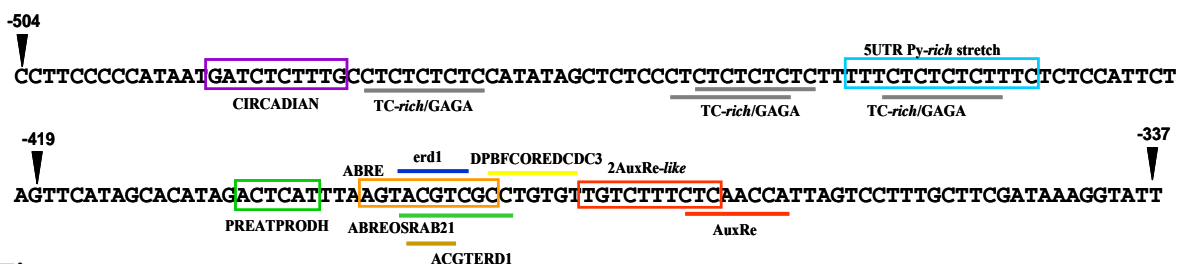 -504
5UTR Py-rich stretch
CCTTCCCCCATAATGATCTCTTTGCCTCTCTCTCCATATAGCTCTCCCTCTCTCTCTCTTTTTCTCTCTCTTTCTCTCCATTCT
CIRCADIAN TC-rich/GAGA TC-rich/GAGA TC-rich/GAGA
-419 -337
ABRE erd1 DPBFCOREDCDC3 2AuxRe-like
AGTTCATAGCACATAGACTCATTTAAGTACGTCGCCTGTGTTGTCTTTCTCAACCATTAGTCCTTTGCTTCGATAAAGGTATT
PREATPRODH ABREOSRAB21 AuxRe
ACGTERD1